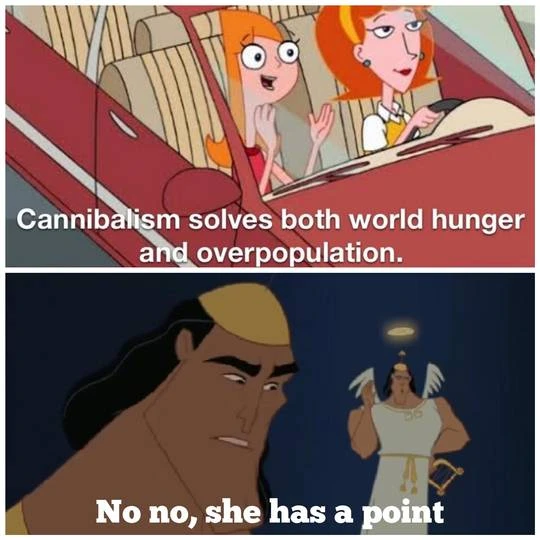 Cannibalism solves both world hunger
and overpopulation.
No no, she has a point